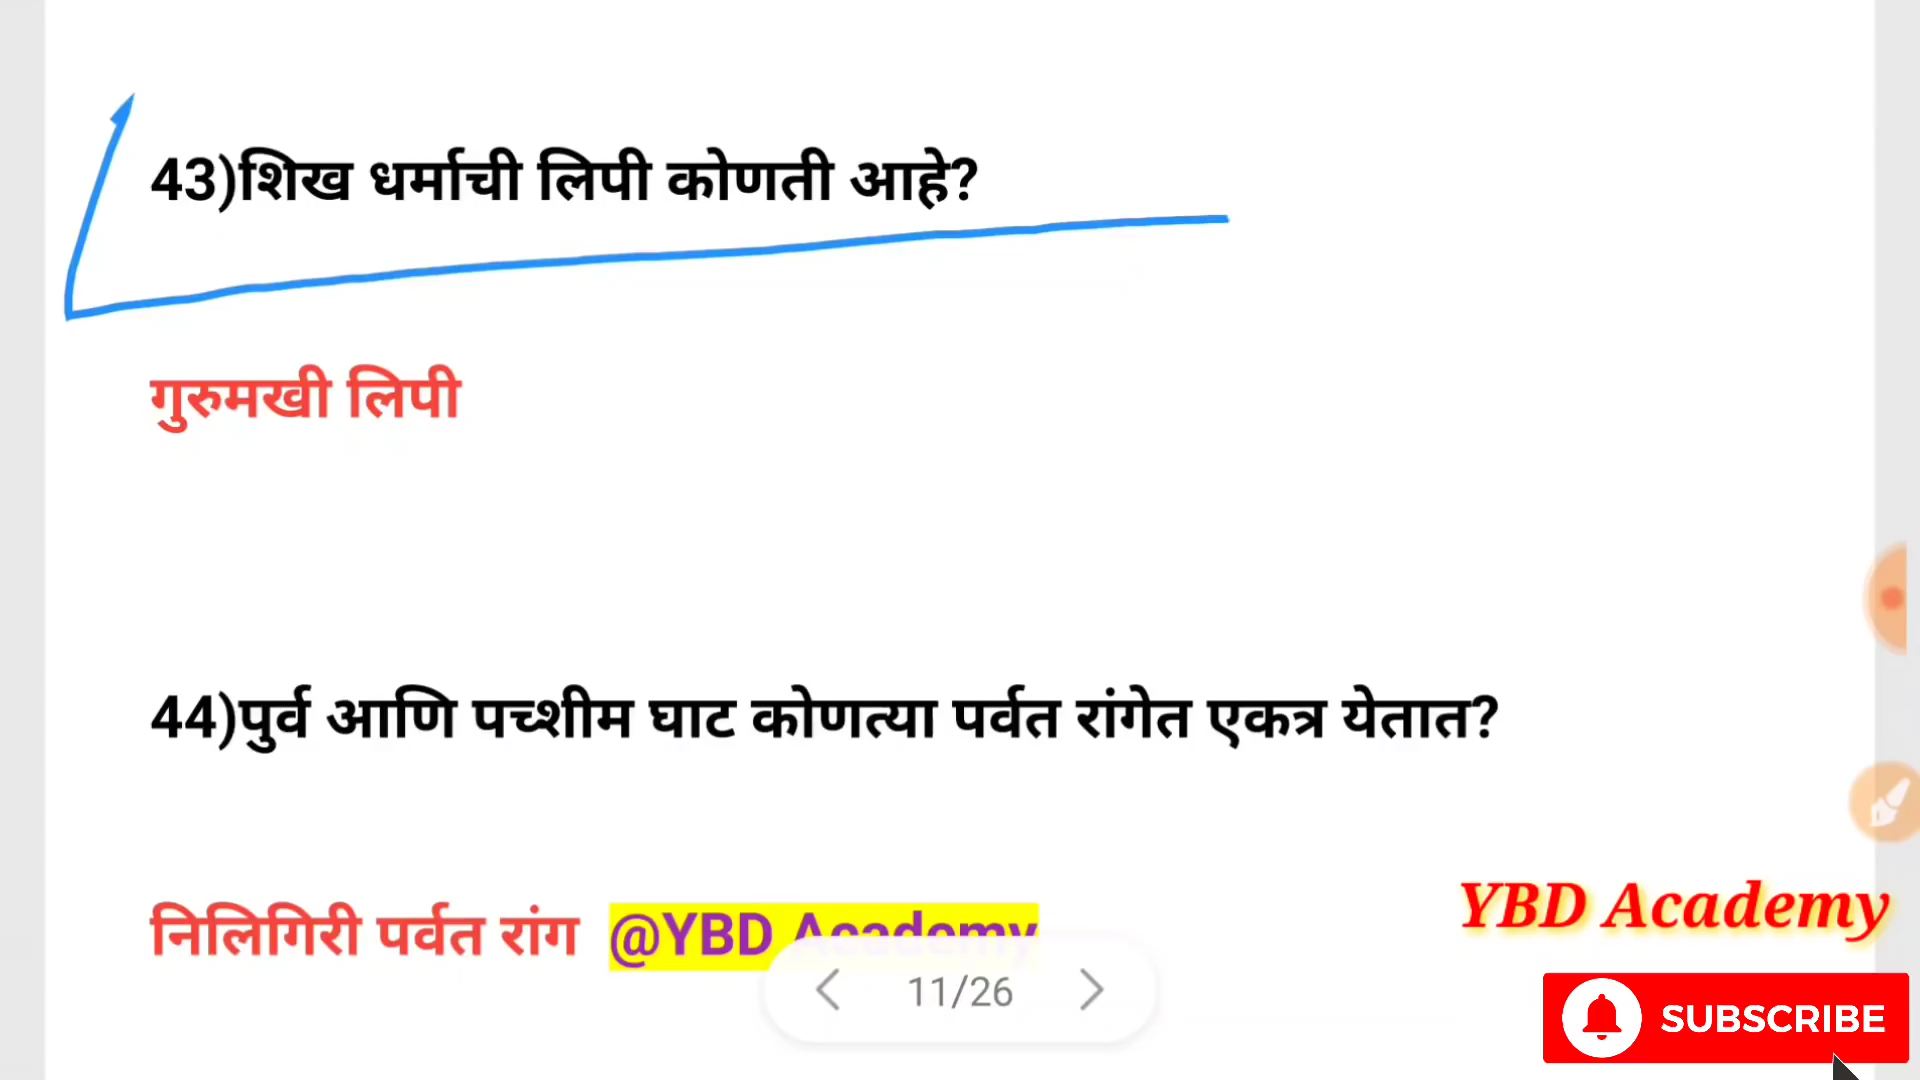 43)शिख धर्माची लिपी कोणती आहे?
गुरुमखी लिपी
44)पुर्व आणि पच्शीम घाट कोणत्या पर्वत रांगेत एकत्र येतात?
निलिगिरी पर्वत रांग @YBD Academy
YBD Academy
11/26
SUBSCRIBE